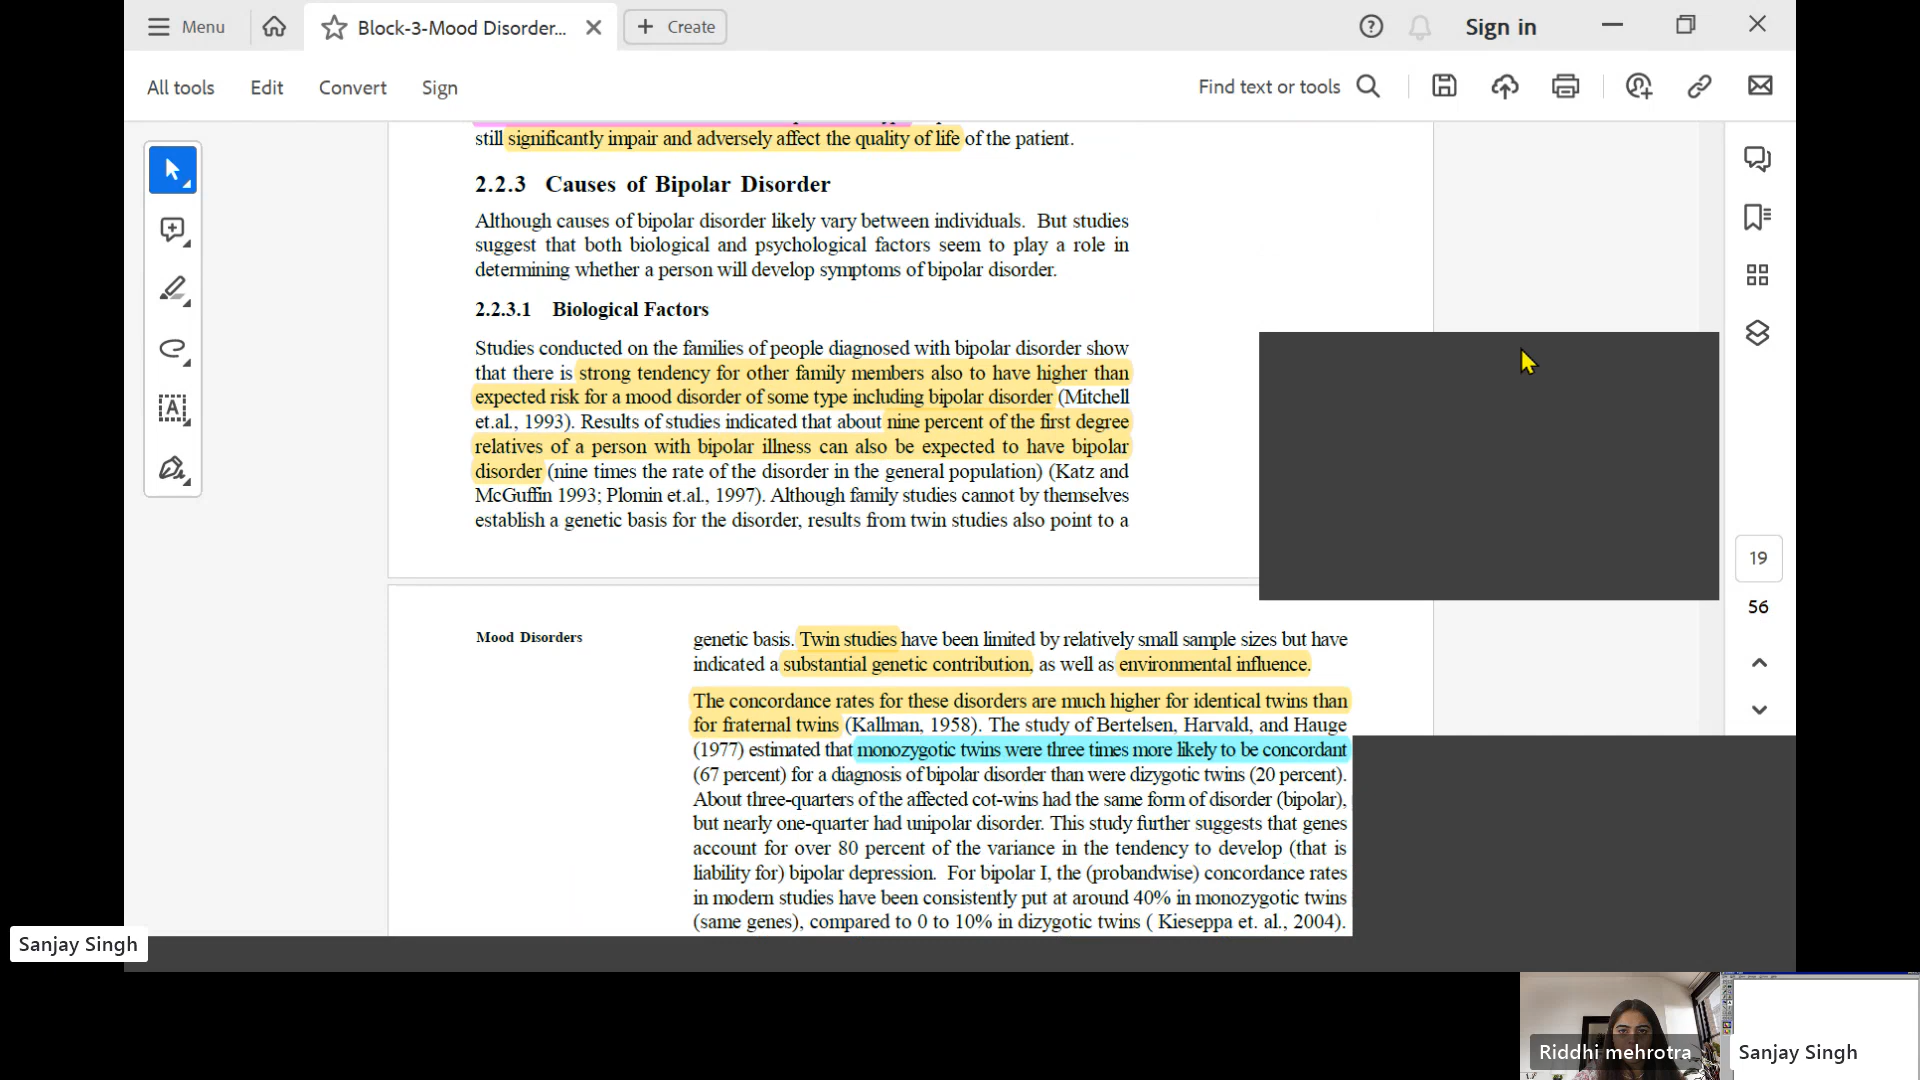 Menu
Block-3-Mood Disorder...
Create
Sign in
All tools
Edit
Convert
Sign
Find text or tools
still significantly impair and adversely affect the quality of life of the patient.
2.2.3 Causes of Bipolar Disorder
Although causes of bipolar disorder likely vary between individuals. But studies
suggest that both biological and psychological factors seem to play a role in
determining whether a person will develop symptoms of bipolar disorder.
2.2.3.1 Biological Factors
Studies conducted on the families of people diagnosed with bipolar disorder show
that there is strong tendency for other family members also to have higher than
expected risk for a mood disorder of some type including bipolar disorder (Mitchell
et.al., 1993). Results of studies indicated that about nine percent of the first degree
relatives of a person with bipolar illness can also be expected to have bipolar
disorder (nine times the rate of the disorder in the general population) (Katz and
McGuffin 1993; Plomin et.al., 1997). Although family studies cannot by themselves
establish a genetic basis for the disorder, results from twin studies also point to a
19
56
Mood Disorders
genetic basis. Twin studies have been limited by relatively small sample sizes but have
indicated a substantial genetic contribution, as well as environmental influence.
The concordance rates for these disorders are much higher for identical twins than
for fraternal twins (Kallman, 1958). The study of Bertelsen, Harvald, and Hauge
(1977) estimated that monozygotic twins were three times more likely to be concordant
(67 percent) for a diagnosis of bipolar disorder than were dizygotic twins (20 percent).
About three-quarters of the affected cot-wins had the same form of disorder (bipolar),
but nearly one-quarter had unipolar disorder. This study further suggests that genes
account for over 80 percent of the variance in the tendency to develop (that is
liability for) bipolar depression. For bipolar I, the (probandwise) concordance rates
in modern studies have been consistently put at around 40% in monozygotic twins
(same genes), compared to 0 to 10% in dizygotic twins ( Kieseppa et. al., 2004).
Sanjay Singh
Riddhi mehrotra
Sanjay Singh